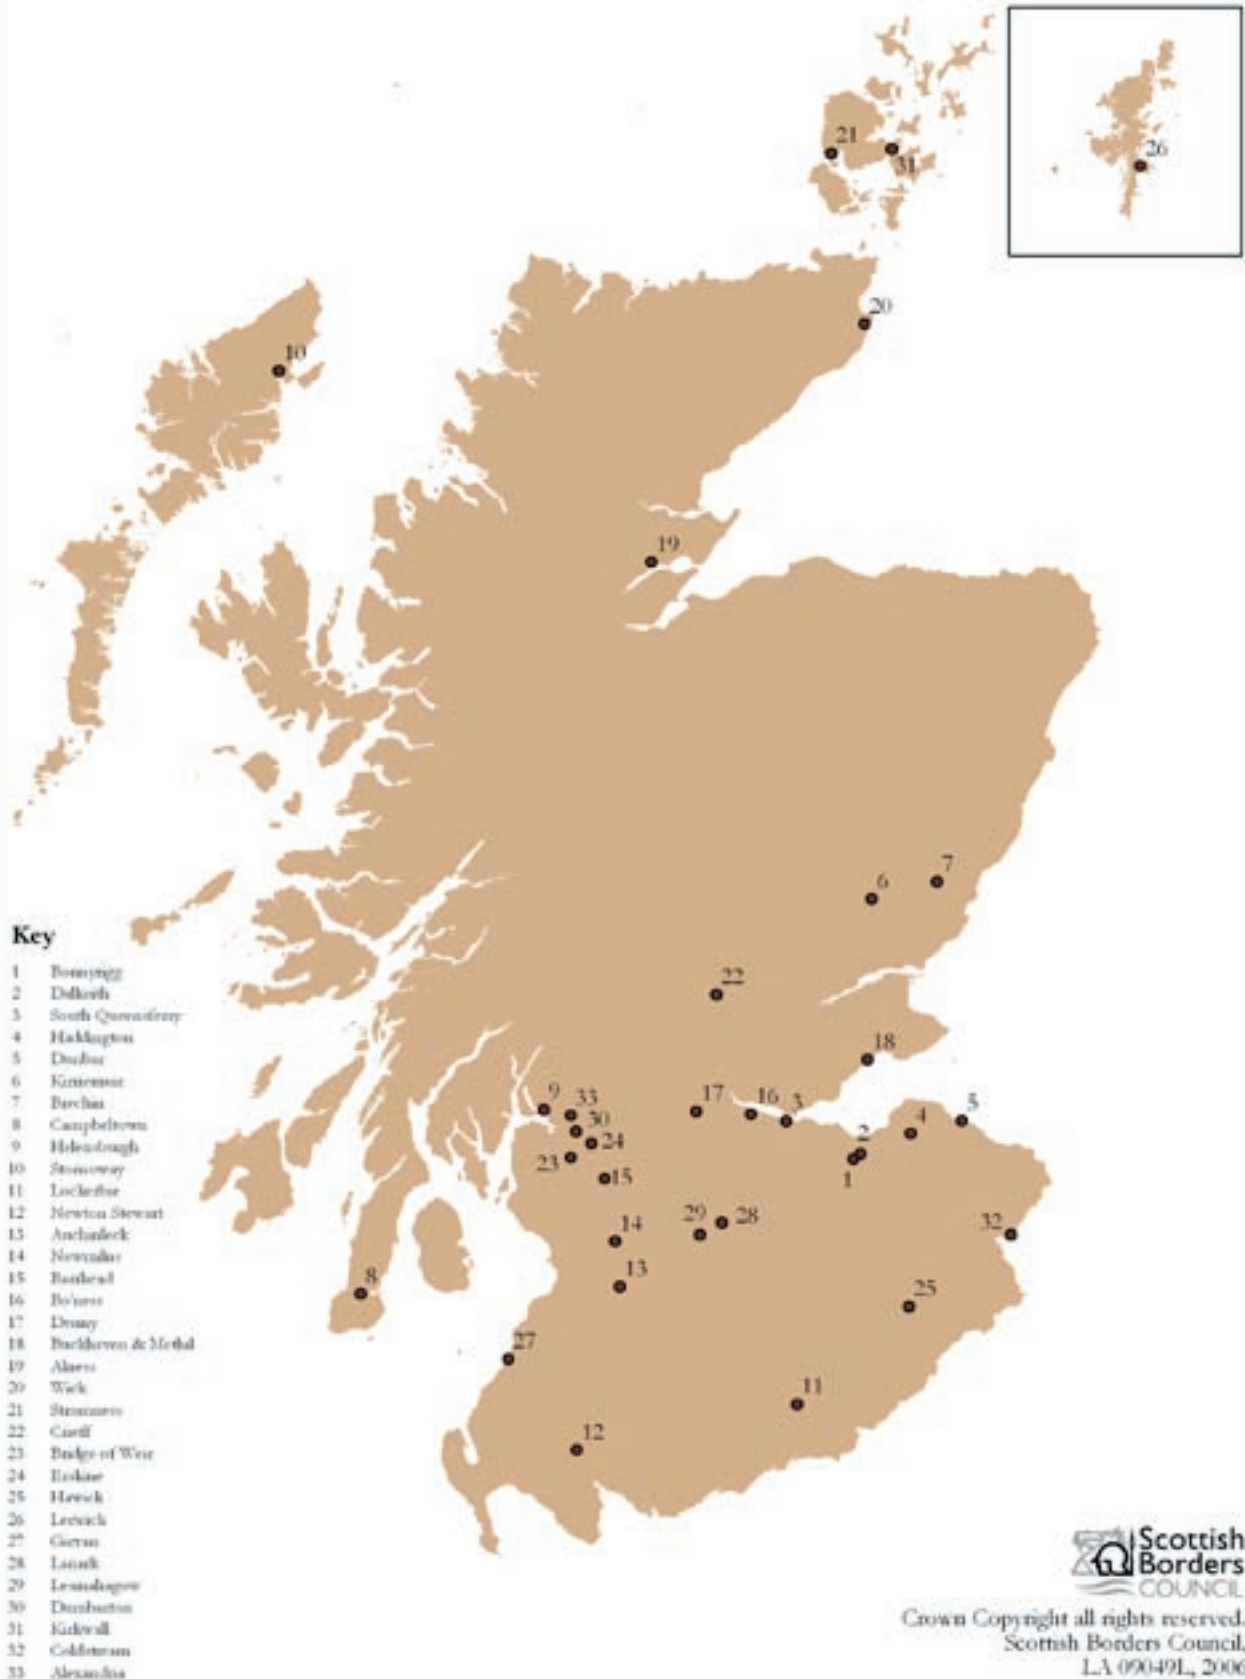 21
31
26
20
10
19
7
6
22
18
9
33
17
16
3
4
5
30
2
24
23
1
15
29
28
14
32
13
8
25
27
11
12
Key
1 Bonnyrigg
2 Dalkeith
3 South Queensferry
4 Haddington
5 Dunbar
6 Kirriemuir
7 Brechin
8 Campbeltown
9 Helensburgh
10 Stornoway
11 Lockerbie
12 Newton Stewart
13 Auchinleck
14 Newmilns
15 Barrhead
16 Bo'ness
17 Denny
18 Buckhaven & Methil
19 Alness
20 Wick
21 Stromness
22 Crieff
23 Bridge of Weir
24 Erskine
25 Hawick
26 Lerwick
27 Girvan
28 Lanark
29 Lesmahagow
30 Dumbarton
31 Kirkwall
32 Coldstream
33 Alexandria
Scottish
Borders
COUNCIL
Crown Copyright all rights reserved.
Scottish Borders Council,
LA 09049L, 2006